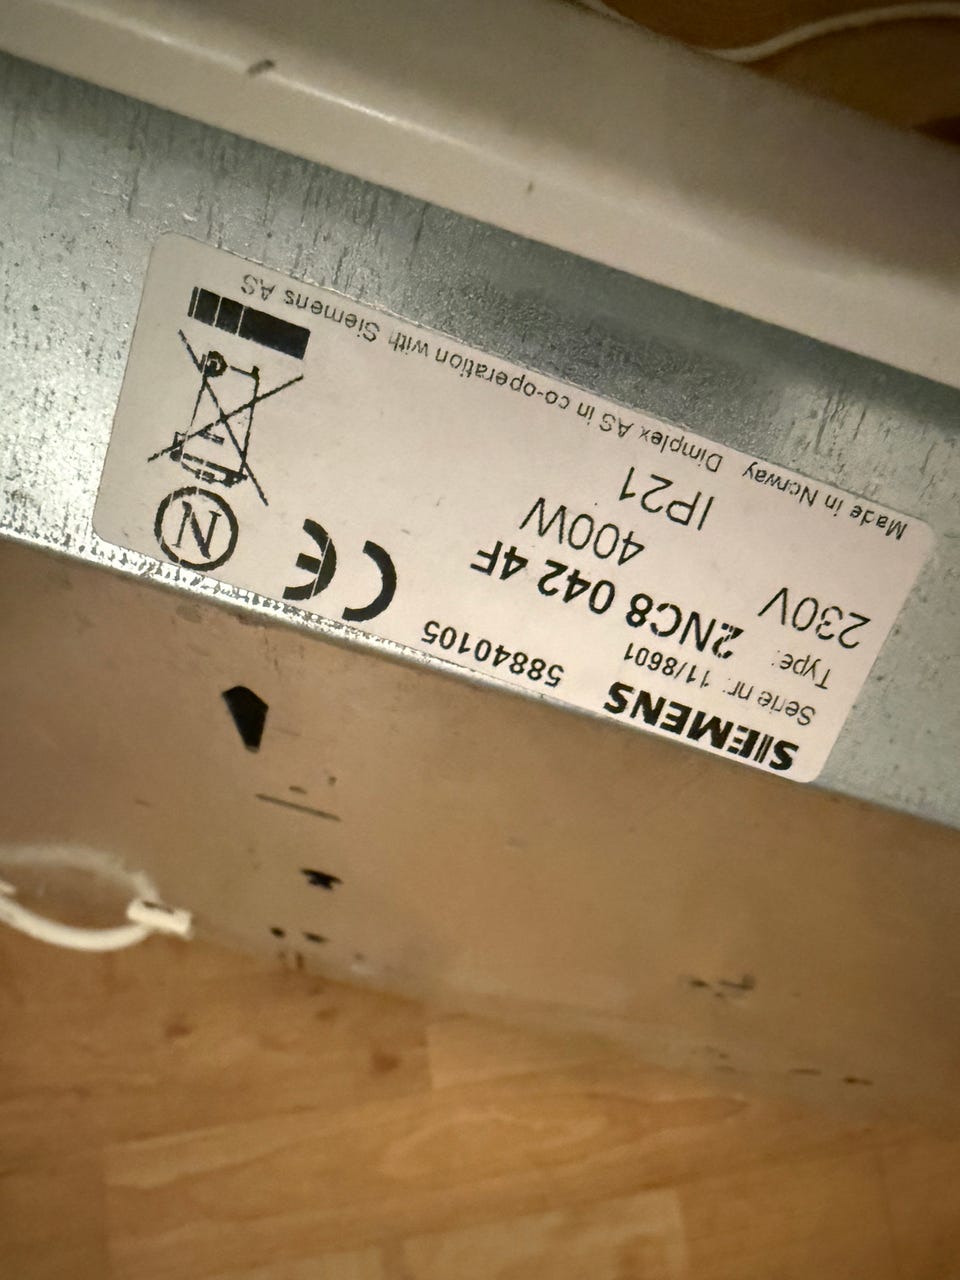 SIEMENS
Serie nr: 11/8601 58840105
Type: 2NC8 042 4F
230V 400W
IP21
Made in Norway Dimplex AS in co-operation with Siemens AS
CE
N